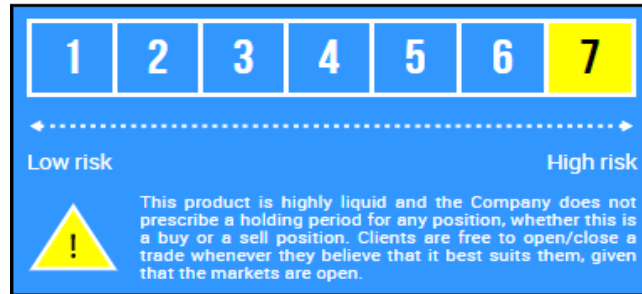 1 2 3 4 5 6 7
Low risk High risk
This product is highly liquid and the Company does not
prescribe a holding period for any position, whether this is
a buy or a sell position. Clients are free to open/close a
trade whenever they believe that it best suits them, given
that the markets are open.
!